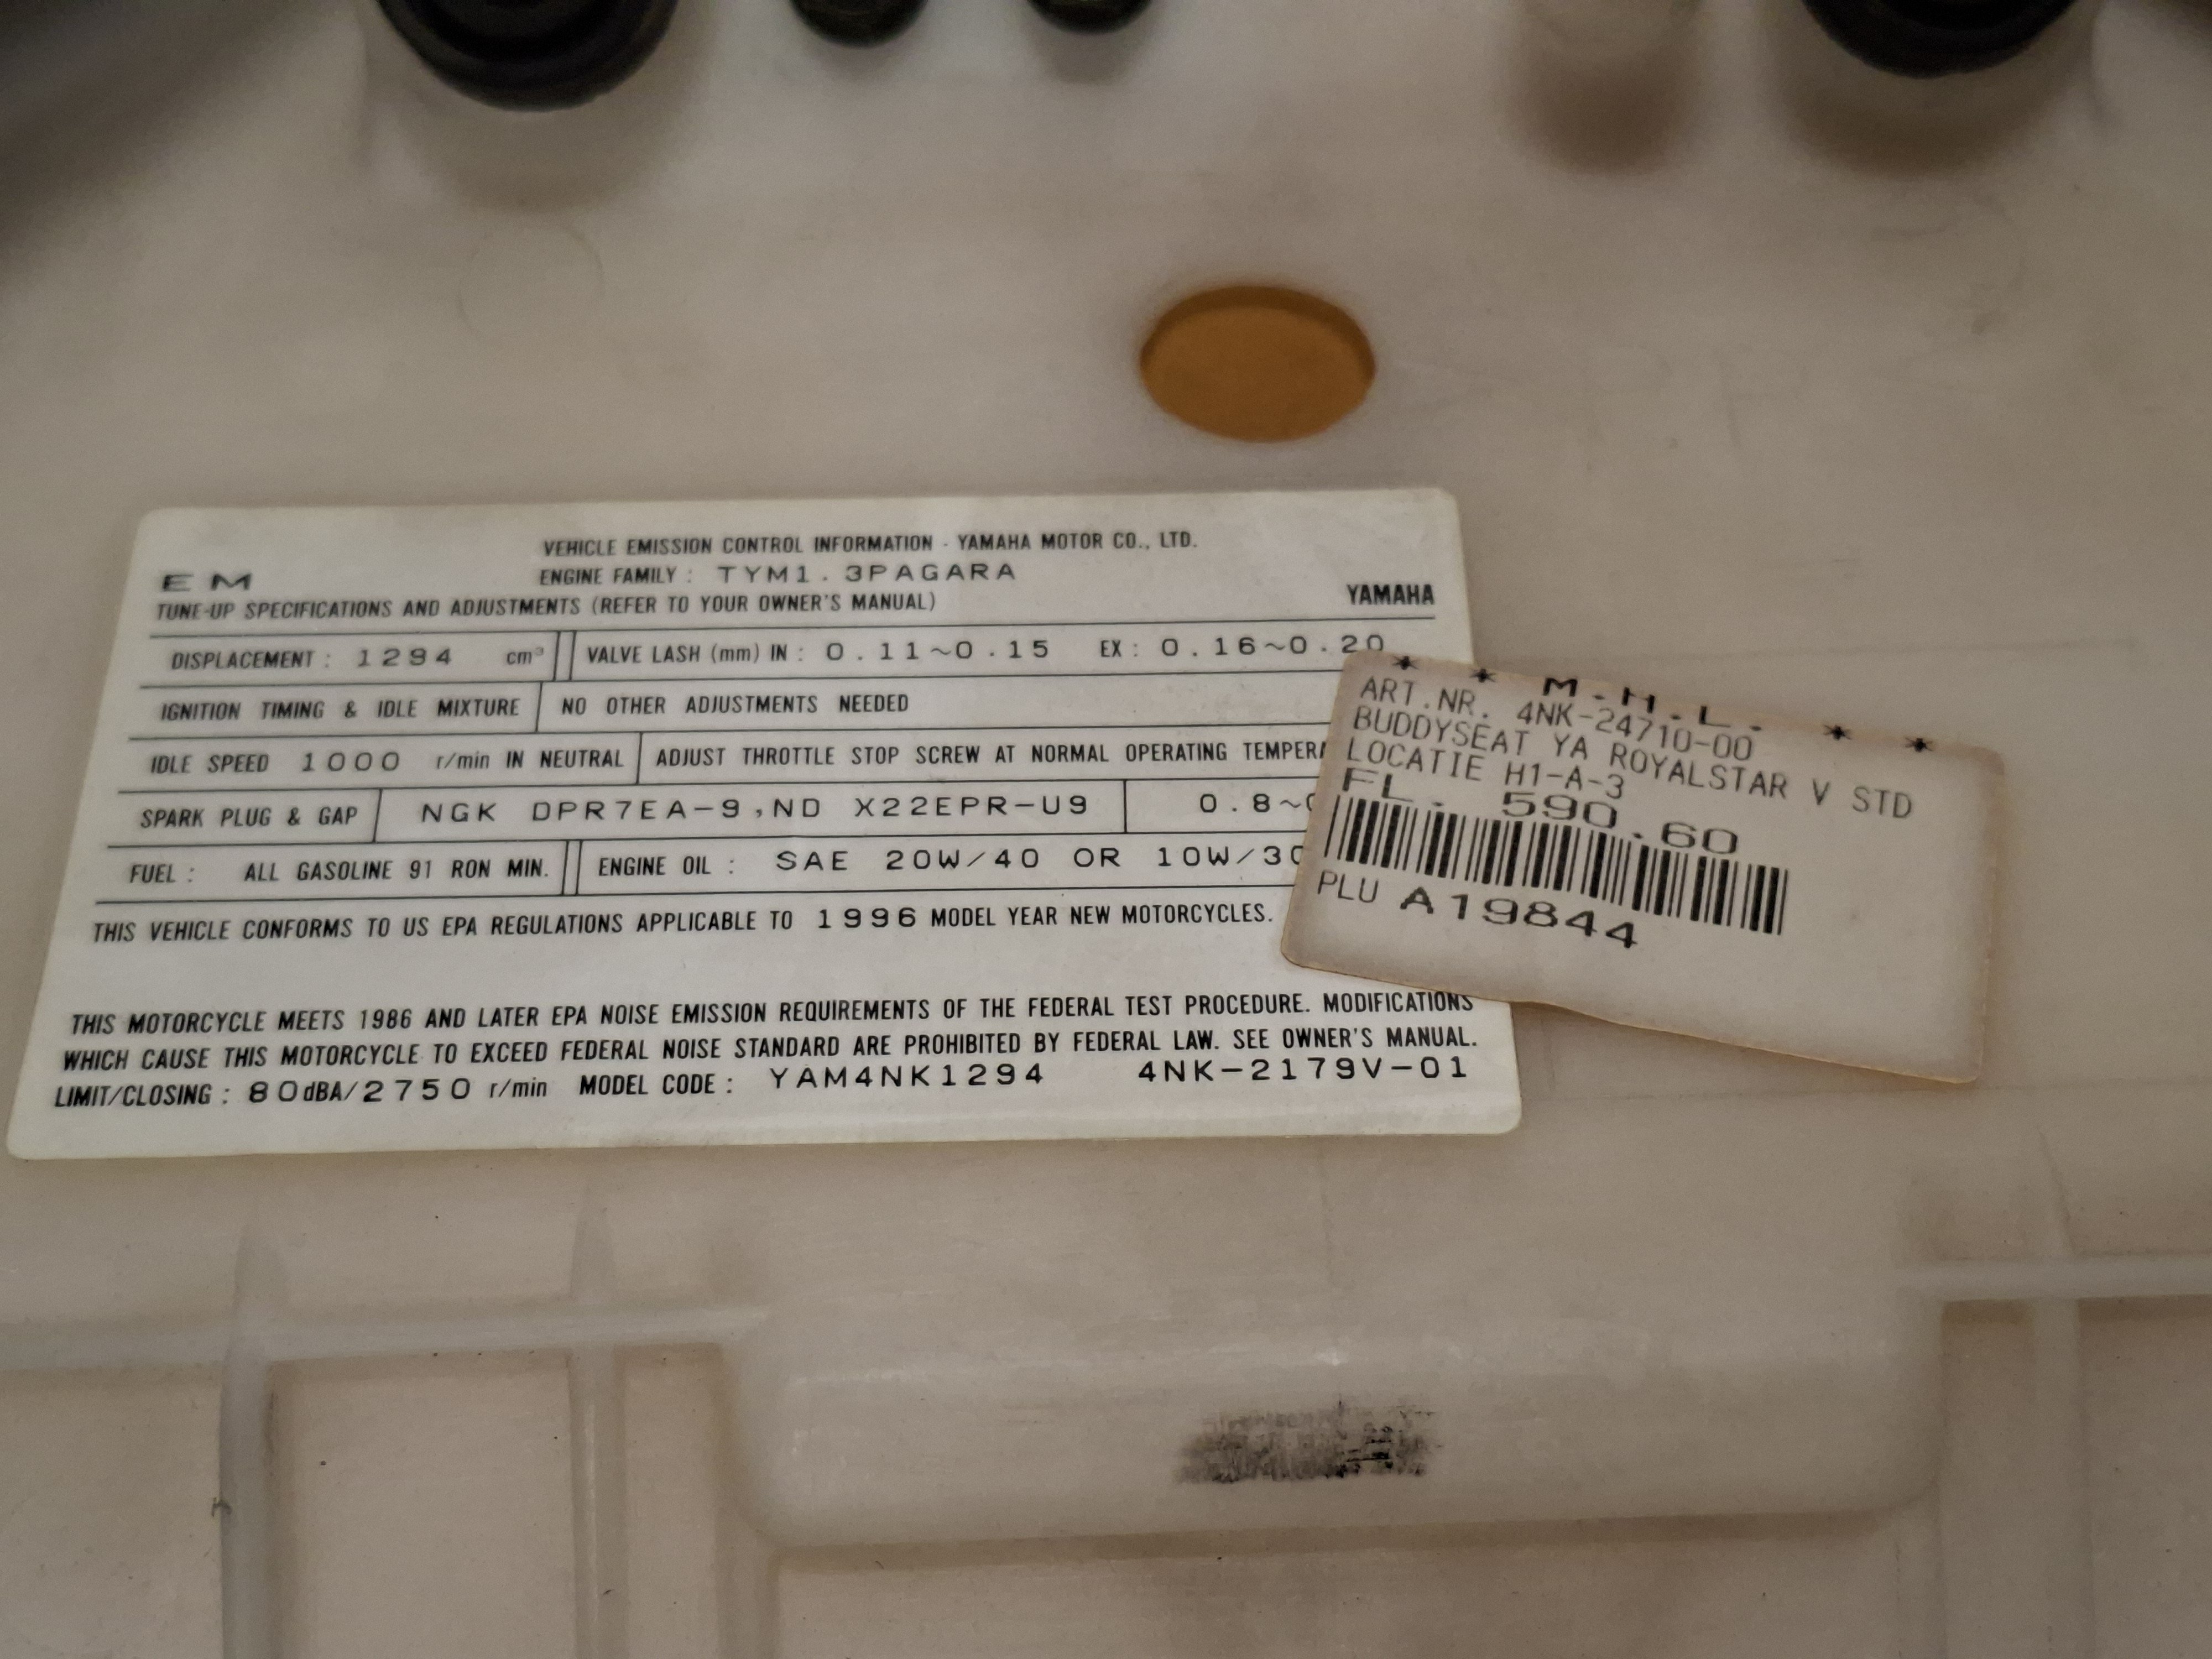 VEHICLE EMISSION CONTROL INFORMATION - YAMAHA MOTOR CO., LTD.
EM ENGINE FAMILY : TYM1.3PAGARA
TUNE-UP SPECIFICATIONS AND ADJUSTMENTS (REFER TO YOUR OWNER'S MANUAL) YAMAHA
DISPLACEMENT : 1294 cm³ VALVE LASH (mm) IN : 0.11~0.15 EX : 0.16~0.20
IGNITION TIMING & IDLE MIXTURE NO OTHER ADJUSTMENTS NEEDED
IDLE SPEED 1000 r/min IN NEUTRAL ADJUST THROTTLE STOP SCREW AT NORMAL OPERATING TEMPERA
SPARK PLUG & GAP NGK DPR7EA-9,ND X22EPR-U9 0.8~
FUEL : ALL GASOLINE 91 RON MIN. ENGINE OIL : SAE 20W/40 OR 10W/30
THIS VEHICLE CONFORMS TO US EPA REGULATIONS APPLICABLE TO 1996 MODEL YEAR NEW MOTORCYCLES.
THIS MOTORCYCLE MEETS 1986 AND LATER EPA NOISE EMISSION REQUIREMENTS OF THE FEDERAL TEST PROCEDURE. MODIFICATIONS
WHICH CAUSE THIS MOTORCYCLE TO EXCEED FEDERAL NOISE STANDARD ARE PROHIBITED BY FEDERAL LAW. SEE OWNER'S MANUAL.
LIMIT/CLOSING : 80dBA/2750 r/min MODEL CODE : YAM4NK1294 4NK-2179V-01
* * M.H.L. * *
ART.NR. 4NK-24710-00
BUDDYSEAT YA ROYALSTAR V STD
LOCATIE H1-A-3
FL. 590.60
PLU A19844